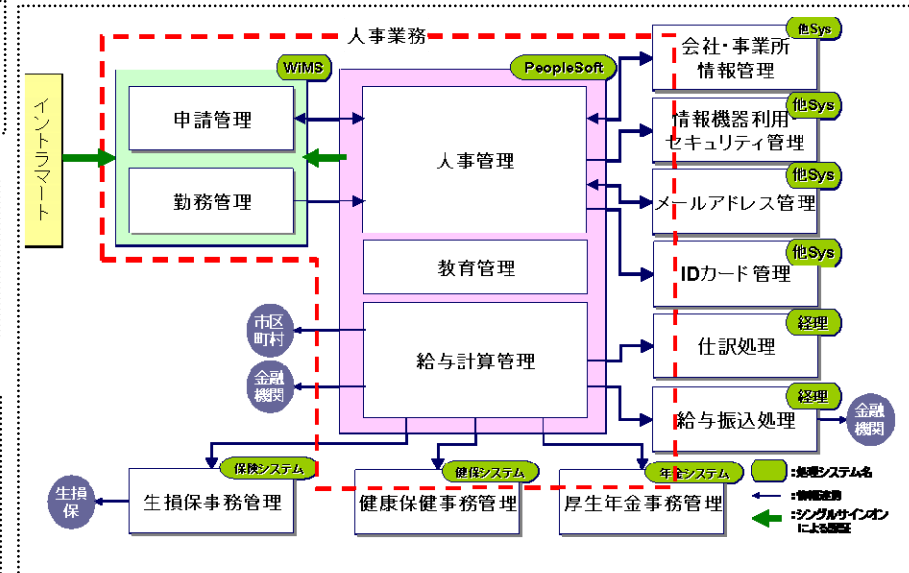 人事業務
イントラマート
WiMS
申請管理
勤務管理
PeopleSoft
人事管理
教育管理
給与計算管理
他Sys
会社・事業所
情報管理
他Sys
情報機器利用
セキュリティ管理
他Sys
メールアドレス管理
他Sys
IDカード管理
経理
仕訳処理
経理
給与振込処理
金融
機関
市区
町村
金融
機関
保険システム
生損保事務管理
生損
保
健保システム
健康保健事務管理
年金システム
厚生年金事務管理
:処理システム名
:情報連携
:シングルサインオン
による認証